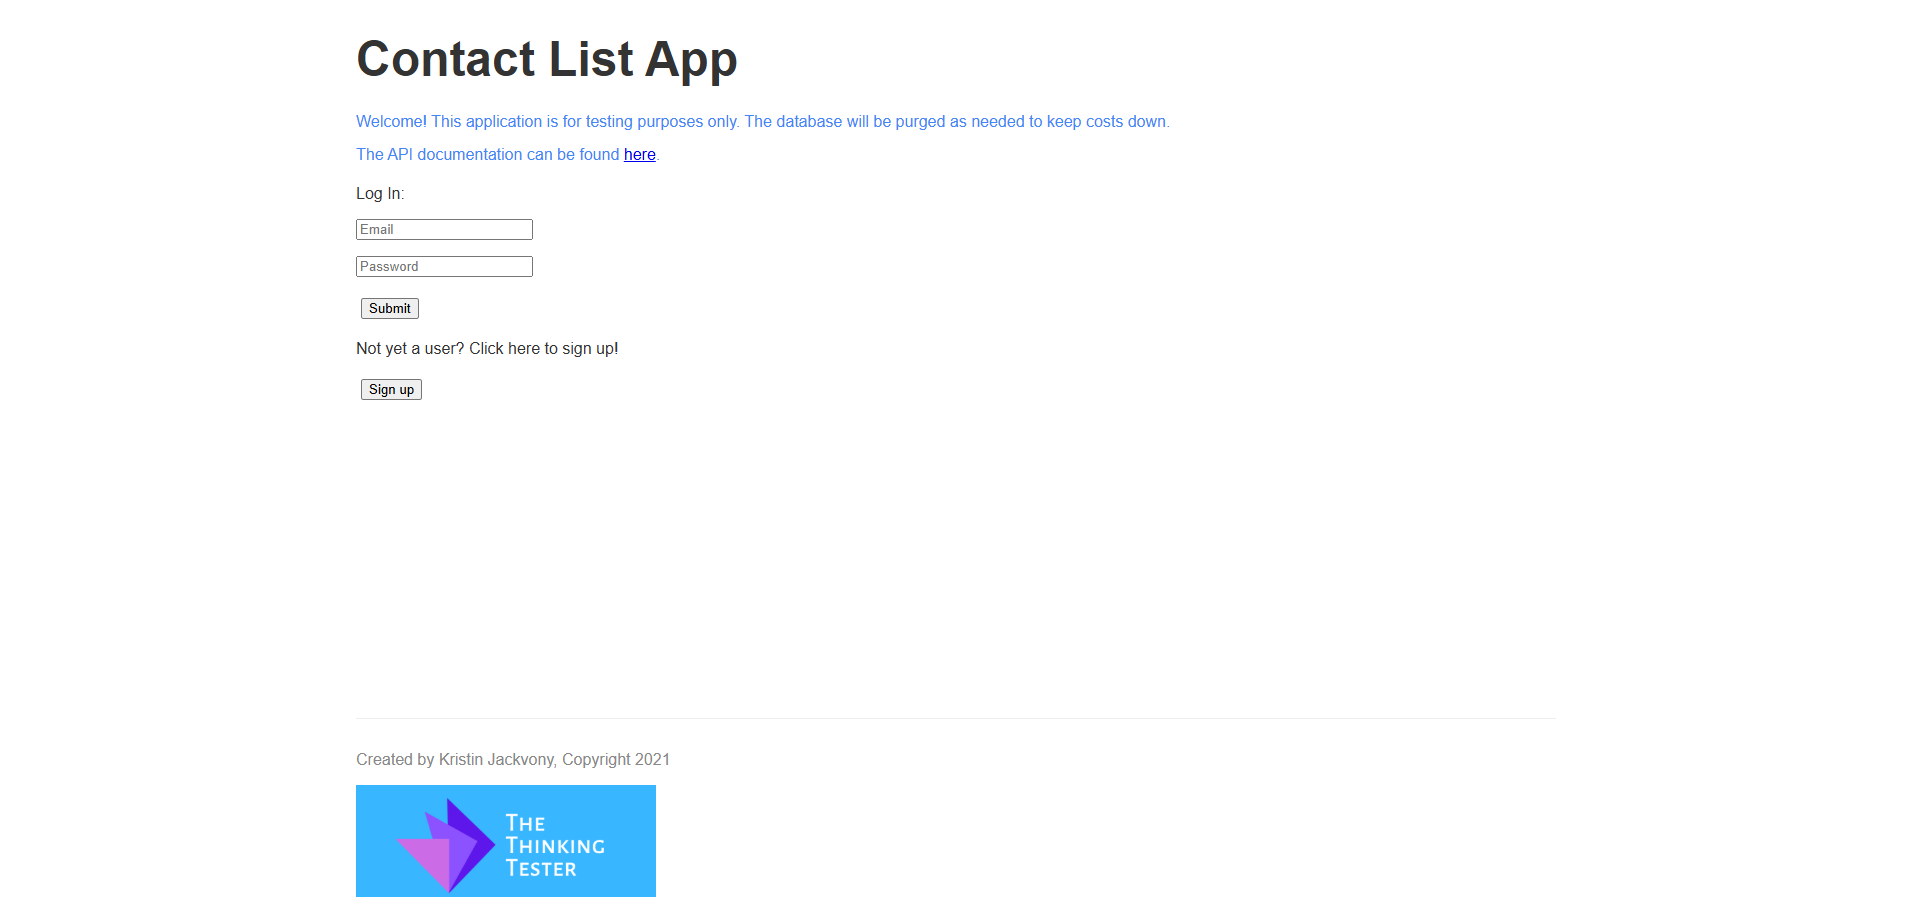 Contact List App
Welcome! This application is for testing purposes only. The database will be purged as needed to keep costs down.
The API documentation can be found here.
Log In:
Email
Password
Submit
Not yet a user? Click here to sign up!
Sign up
Created by Kristin Jackvony, Copyright 2021
THE
THINKING
TESTER